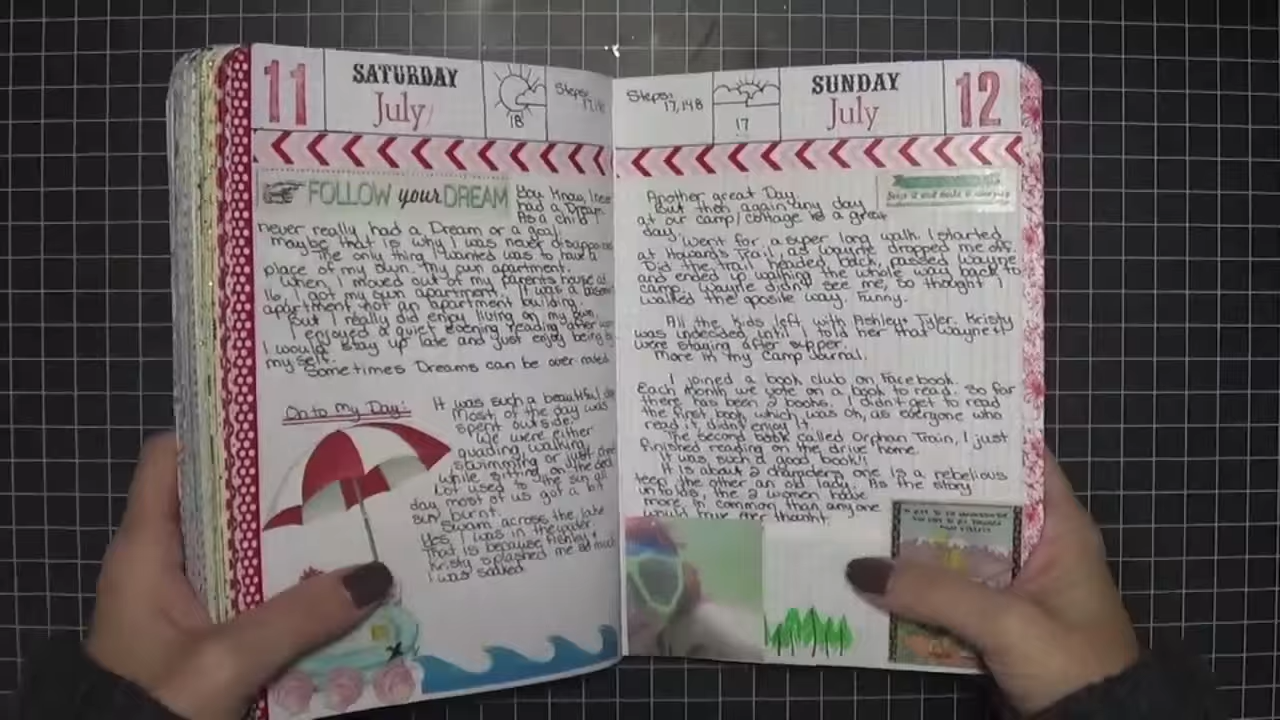 11
SATURDAY
July
18
Steps:
FOLLOW your DREAM
You know, I
had a Dream.
As a child I
never really had a Dream or a goal.
maybe that is why I was never
The only thing I wanted was to have a
place of my own. My own apartment.
When I moved out of my parents house at
16, I got my own apartment. It was a
apartment, not an apartment building.
But I really did enjoy living on my own.
I enjoyed a quiet evening reading after
I would stay up late and just enjoy being
my self.
Sometimes Dreams can be over rated.
Onto My Day:
It was such a beautiful
Most of the day was
spent outside.
We were either
quading, walking,
swimming or just
while sitting on the
Not used to the sun all
day, most of us got a bit
sun burnt.
Swam across the lake
Yes, I was in the water.
That is because Ashley &
Kristy splashed me so much
I was soaked.
Steps:
17,148
17
SUNDAY
July
12
Another great Day.
But then again any day
at our camp/cottage is a great
day.
Went for a super long walk. I started
at Howards Trail, as Wayne dropped me off.
Did the trail, headed back, passed Wayne
and ended up walking the whole way back to
camp. Wayne didn't see me, so thought I
walked the oposite way. Funny.
All the kids left, with Ashley & Tyler. Kristy
was undecided until I told her that Wayne & I
were staying after supper.
More in my Camp Journal.
I joined a book club on Facebook.
Each month we vote on a book to read. So far
there has been 2 books. I didn't get to read
the first book, which was oh, as everyone who
read it, didn't enjoy it.
The second book called Orphan Train, I just
finished reading on the drive home.
It was such a good book!!
It is about 2 characters one is a rebelious
teen the other an old lady. As the story
unfolds, the 2 women have
more in common than anyone
would have ever thought.